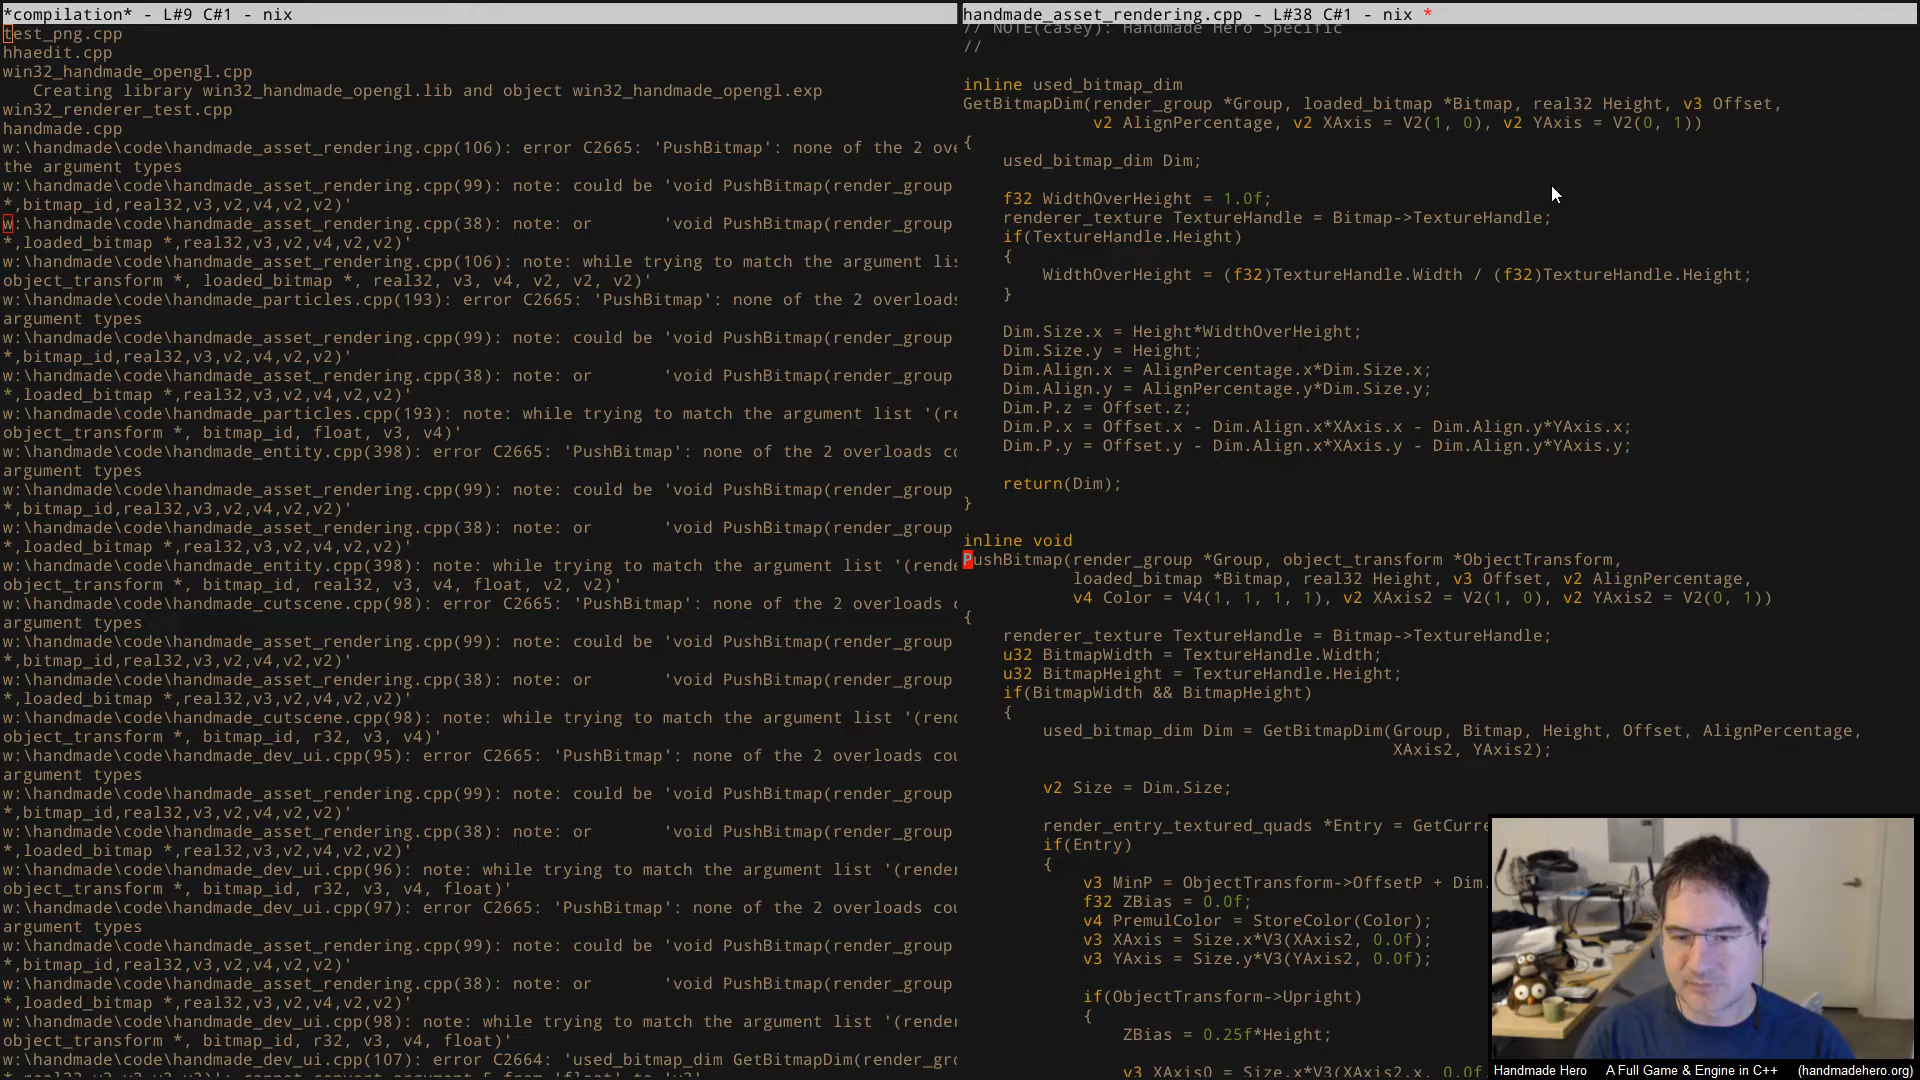 *compilation* - L#9 C#1 - nix
test_png.cpp
hhaedit.cpp
win32_handmade_opengl.cpp
Creating library win32_handmade_opengl.lib and object win32_handmade_opengl.exp
win32_renderer_test.cpp
handmade.cpp
w:\handmade\code\handmade_asset_rendering.cpp(106): error C2665: 'PushBitmap': none of the 2 ove
the argument types
w:\handmade\code\handmade_asset_rendering.cpp(99): note: could be 'void PushBitmap(render_group
*,bitmap_id,real32,v3,v2,v4,v2,v2)'
w:\handmade\code\handmade_asset_rendering.cpp(38): note: or 'void PushBitmap(render_group
*,loaded_bitmap *,real32,v3,v2,v4,v2,v2)'
w:\handmade\code\handmade_asset_rendering.cpp(106): note: while trying to match the argument lis
object_transform *, loaded_bitmap *, real32, v3, v4, v2, v2, v2)'
w:\handmade\code\handmade_particles.cpp(193): error C2665: 'PushBitmap': none of the 2 overloads
argument types
w:\handmade\code\handmade_asset_rendering.cpp(99): note: could be 'void PushBitmap(render_group
*,bitmap_id,real32,v3,v2,v4,v2,v2)'
w:\handmade\code\handmade_asset_rendering.cpp(38): note: or 'void PushBitmap(render_group
*,loaded_bitmap *,real32,v3,v2,v4,v2,v2)'
w:\handmade\code\handmade_particles.cpp(193): note: while trying to match the argument list '(re
object_transform *, bitmap_id, float, v3, v4)'
w:\handmade\code\handmade_entity.cpp(398): error C2665: 'PushBitmap': none of the 2 overloads co
argument types
w:\handmade\code\handmade_asset_rendering.cpp(99): note: could be 'void PushBitmap(render_group
*,bitmap_id,real32,v3,v2,v4,v2,v2)'
w:\handmade\code\handmade_asset_rendering.cpp(38): note: or 'void PushBitmap(render_group
*,loaded_bitmap *,real32,v3,v2,v4,v2,v2)'
w:\handmade\code\handmade_entity.cpp(398): note: while trying to match the argument list '(rende
object_transform *, bitmap_id, real32, v3, v4, float, v2, v2)'
w:\handmade\code\handmade_cutscene.cpp(98): error C2665: 'PushBitmap': none of the 2 overloads c
argument types
w:\handmade\code\handmade_asset_rendering.cpp(99): note: could be 'void PushBitmap(render_group
*,bitmap_id,real32,v3,v2,v4,v2,v2)'
w:\handmade\code\handmade_asset_rendering.cpp(38): note: or 'void PushBitmap(render_group
*,loaded_bitmap *,real32,v3,v2,v4,v2,v2)'
w:\handmade\code\handmade_cutscene.cpp(98): note: while trying to match the argument list '(rend
object_transform *, bitmap_id, r32, v3, v4)'
w:\handmade\code\handmade_dev_ui.cpp(95): error C2665: 'PushBitmap': none of the 2 overloads cou
argument types
w:\handmade\code\handmade_asset_rendering.cpp(99): note: could be 'void PushBitmap(render_group
*,bitmap_id,real32,v3,v2,v4,v2,v2)'
w:\handmade\code\handmade_asset_rendering.cpp(38): note: or 'void PushBitmap(render_group
*,loaded_bitmap *,real32,v3,v2,v4,v2,v2)'
w:\handmade\code\handmade_dev_ui.cpp(96): note: while trying to match the argument list '(render
object_transform *, bitmap_id, r32, v3, v4, float)'
w:\handmade\code\handmade_dev_ui.cpp(97): error C2665: 'PushBitmap': none of the 2 overloads cou
argument types
w:\handmade\code\handmade_asset_rendering.cpp(99): note: could be 'void PushBitmap(render_group
*,bitmap_id,real32,v3,v2,v4,v2,v2)'
w:\handmade\code\handmade_asset_rendering.cpp(38): note: or 'void PushBitmap(render_group
*,loaded_bitmap *,real32,v3,v2,v4,v2,v2)'
w:\handmade\code\handmade_dev_ui.cpp(98): note: while trying to match the argument list '(render
object_transform *, bitmap_id, r32, v3, v4, float)'
w:\handmade\code\handmade_dev_ui.cpp(107): error C2664: 'used_bitmap_dim GetBitmapDim(render_gro
handmade_asset_rendering.cpp - L#38 C#1 - nix *
// NOTE(casey): Handmade Hero Specific
//
inline used_bitmap_dim
GetBitmapDim(render_group *Group, loaded_bitmap *Bitmap, real32 Height, v3 Offset,
v2 AlignPercentage, v2 XAxis = V2(1, 0), v2 YAxis = V2(0, 1))
{
used_bitmap_dim Dim;
f32 WidthOverHeight = 1.0f;
renderer_texture TextureHandle = Bitmap->TextureHandle;
if(TextureHandle.Height)
{
WidthOverHeight = (f32)TextureHandle.Width / (f32)TextureHandle.Height;
}
Dim.Size.x = Height*WidthOverHeight;
Dim.Size.y = Height;
Dim.Align.x = AlignPercentage.x*Dim.Size.x;
Dim.Align.y = AlignPercentage.y*Dim.Size.y;
Dim.P.z = Offset.z;
Dim.P.x = Offset.x - Dim.Align.x*XAxis.x - Dim.Align.y*YAxis.x;
Dim.P.y = Offset.y - Dim.Align.x*XAxis.y - Dim.Align.y*YAxis.y;
return(Dim);
}
inline void
PushBitmap(render_group *Group, object_transform *ObjectTransform,
loaded_bitmap *Bitmap, real32 Height, v3 Offset, v2 AlignPercentage,
v4 Color = V4(1, 1, 1, 1), v2 XAxis2 = V2(1, 0), v2 YAxis2 = V2(0, 1))
{
renderer_texture TextureHandle = Bitmap->TextureHandle;
u32 BitmapWidth = TextureHandle.Width;
u32 BitmapHeight = TextureHandle.Height;
if(BitmapWidth && BitmapHeight)
{
used_bitmap_dim Dim = GetBitmapDim(Group, Bitmap, Height, Offset, AlignPercentage,
XAxis2, YAxis2);
v2 Size = Dim.Size;
render_entry_textured_quads *Entry = GetCurre
if(Entry)
{
v3 MinP = ObjectTransform->OffsetP + Dim.
f32 ZBias = 0.0f;
v4 PremulColor = StoreColor(Color);
v3 XAxis = Size.x*V3(XAxis2, 0.0f);
v3 YAxis = Size.y*V3(YAxis2, 0.0f);
if(ObjectTransform->Upright)
{
ZBias = 0.25f*Height;
v3 XAxis0 = Size.x*V3(XAxis2, 0.0f
Handmade Hero A Full Game & Engine in C++ (handmadehero.org)